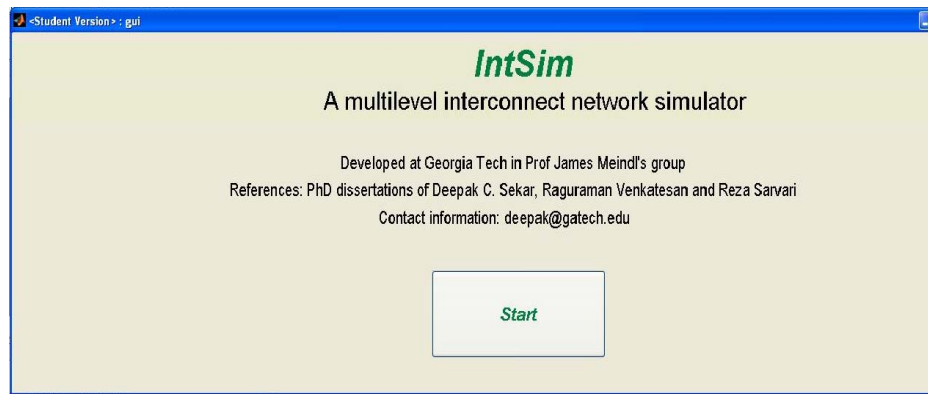 <Student Version> : gui
IntSim
A multilevel interconnect network simulator
Developed at Georgia Tech in Prof James Meindl's group
References: PhD dissertations of Deepak C. Sekar, Raguraman Venkatesan and Reza Sarvari
Contact information: deepak@gatech.edu
Start